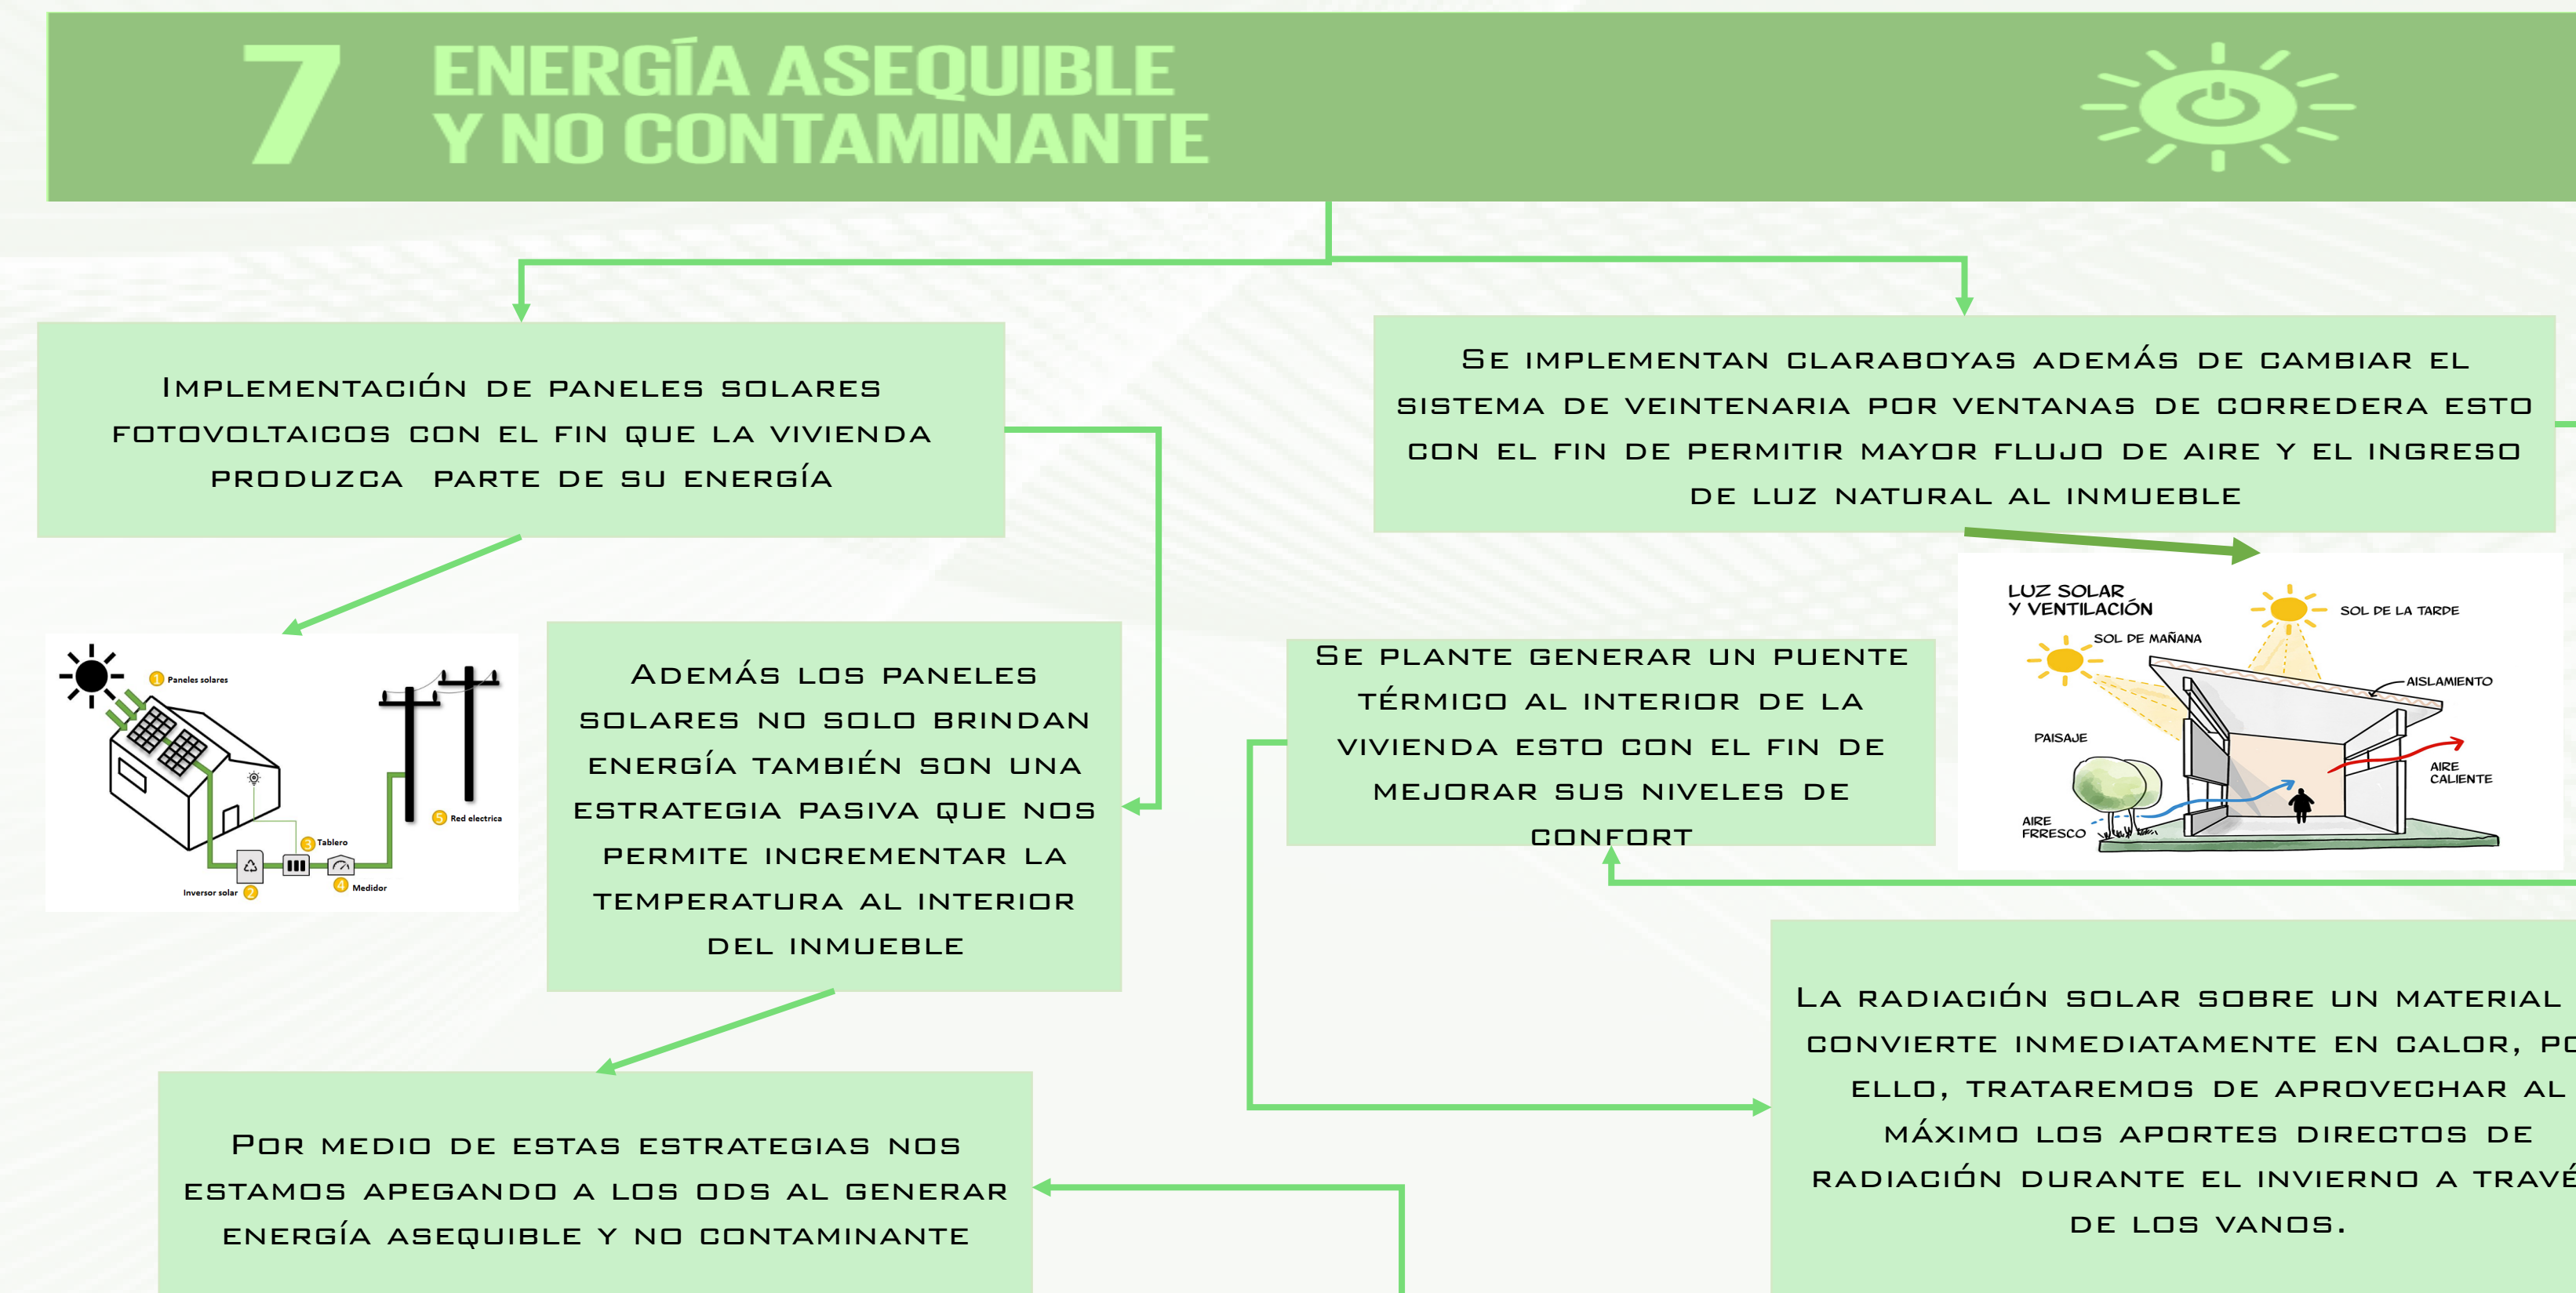 7
ENERGÍA ASEQUIBLE
Y NO CONTAMINANTE
Implementación de paneles solares
fotovoltaicos con el fin que la vivienda
produzca parte de su energía
Se implementan claraboyas además de cambiar el
sistema de veintenaria por ventanas de corredera esto
con el fin de permitir mayor flujo de aire y el ingreso
de luz natural al inmueble
1 Paneles solares
5 Red electrica
3 Tablero
4 Medidor
Inversor solar 2
Además los paneles
solares no solo brindan
energía también son una
estrategia pasiva que nos
permite incrementar la
temperatura al interior
del inmueble
Se plante generar un puente
térmico al interior de la
vivienda esto con el fin de
mejorar sus niveles de
confort
LUZ SOLAR
Y VENTILACIÓN
SOL DE LA TARDE
SOL DE MAÑANA
AISLAMIENTO
PAISAJE
AIRE
CALIENTE
AIRE
FRRESCO
Por medio de estas estrategias nos
estamos apegando a los ODS al generar
energía asequible y no contaminante
La radiación solar sobre un material
convierte inmediatamente en calor,
ello, trataremos de aprovechar al
máximo los aportes directos de
radiación durante el invierno a
de los vanos.